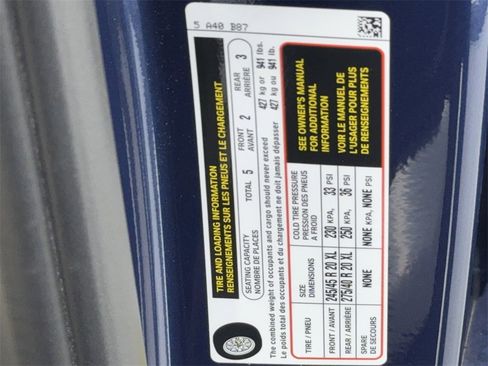 5 A40 B87
TIRE AND LOADING INFORMATION
RENSEIGNEMENTS SUR LES PNEUS ET LE CHARGEMENT
SEATING CAPACITY
NOMBRE DE PLACES
TOTAL 5
FRONT
AVANT 2
REAR
ARRIÈRE 3
The combined weight of occupants and cargo should never exceed 427 kg or 941 lbs.
Le poids total des occupants et du chargement ne doit jamais dépasser 427 kg ou 941 lb.
TIRE / PNEU
SIZE
DIMENSIONS
COLD TIRE PRESSURE
PRESSION DES PNEUS
A FROID
FRONT / AVANT 245/45 R 20 XL 230 KPA, 33 PSI
REAR / ARRIÈRE 275/40 R 20 XL 250 KPA, 36 PSI
SPARE
DE SECOURS
NONE NONE KPA, NONE PSI
SEE OWNER'S MANUAL
FOR ADDITIONAL
INFORMATION
VOIR LE MANUEL DE
L'USAGER POUR PLUS
DE RENSEIGNEMENTS